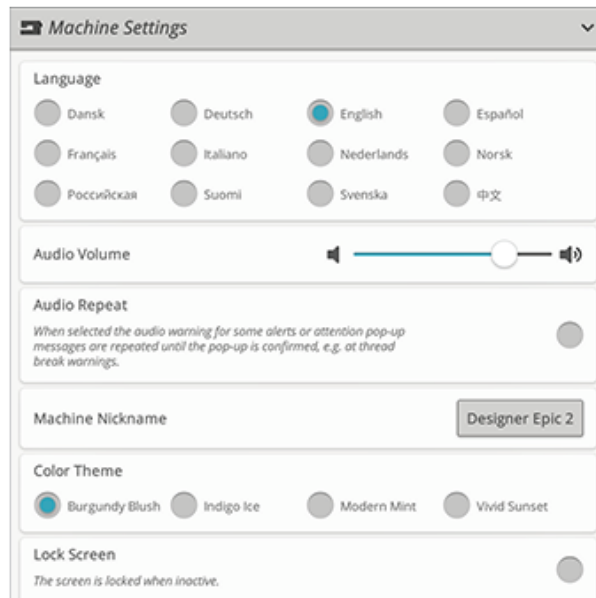 Machine Settings
Language
Dansk Deutsch English Español
Français Italiano Nederlands Norsk
Российская Suomi Svenska 中文
Audio Volume
Audio Repeat
When selected the audio warning for some alerts or attention pop-up
messages are repeated until the pop-up is confirmed, e.g. at thread
break warnings.
Machine Nickname Designer Epic 2
Color Theme
Burgundy Blush Indigo Ice Modern Mint Vivid Sunset
Lock Screen
The screen is locked when inactive.